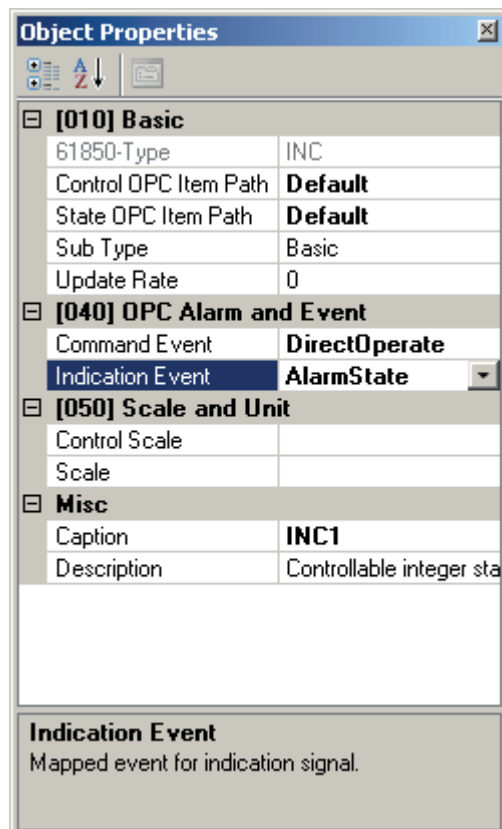 Object Properties
A
Z
[010] Basic
61850-Type INC
Control OPC Item Path Default
State OPC Item Path Default
Sub Type Basic
Update Rate 0
[040] OPC Alarm and Event
Command Event DirectOperate
Indication Event AlarmState
[050] Scale and Unit
Control Scale
Scale
Misc
Caption INC1
Description Controllable integer sta
Indication Event
Mapped event for indication signal.